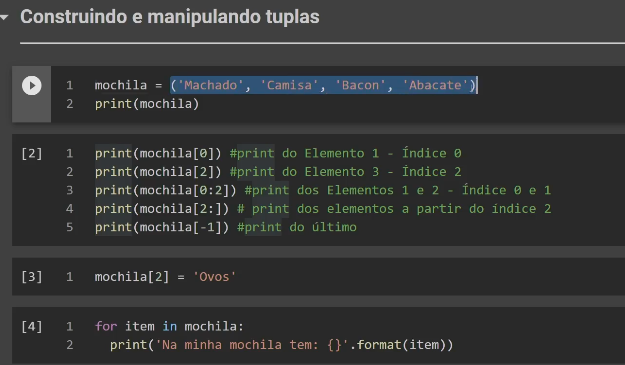 Construindo e manipulando tuplas
1 mochila = ('Machado', 'Camisa', 'Bacon', 'Abacate')
2 print(mochila)
[2] 1 print(mochila[0]) #print do Elemento 1 - Índice 0
2 print(mochila[2]) #print do Elemento 3 - Índice 2
3 print(mochila[0:2]) #print dos Elementos 1 e 2 - Índice 0 e 1
4 print(mochila[2:]) # print dos elementos a partir do índice 2
5 print(mochila[-1]) #print do último
[3] 1 mochila[2] = 'Ovos'
[4] 1 for item in mochila:
2 print('Na minha mochila tem: {}'.format(item))